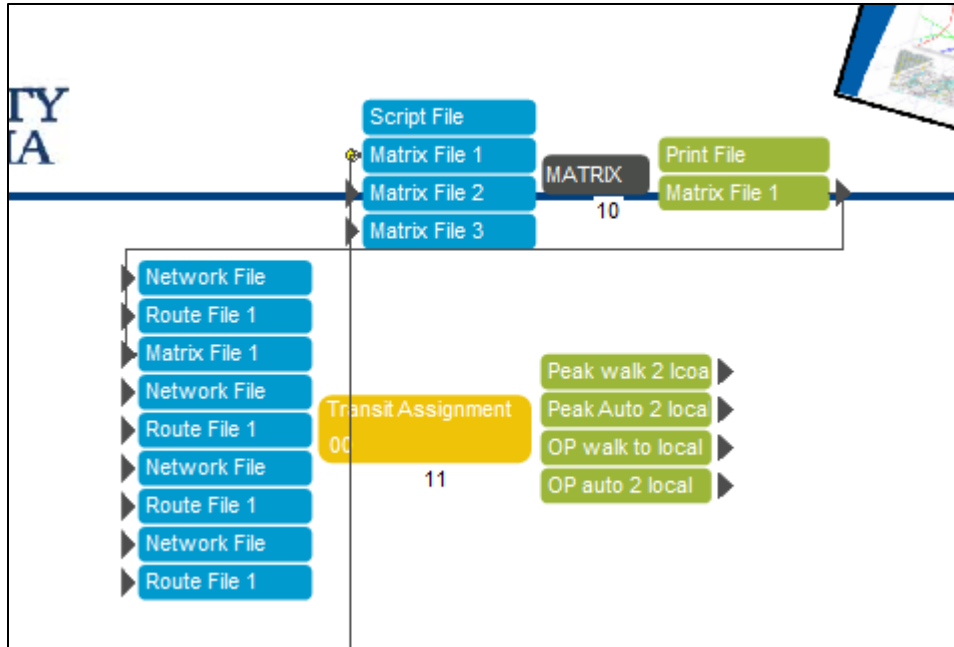 TY
IA
Script File
Matrix File 1
Matrix File 2
Matrix File 3
MATRIX
10
Print File
Matrix File 1
Network File
Route File 1
Matrix File 1
Network File
Route File 1
Network File
Route File 1
Network File
Route File 1
Transit Assignment
00
11
Peak walk 2 lcoa
Peak Auto 2 local
OP walk to local
OP auto 2 local